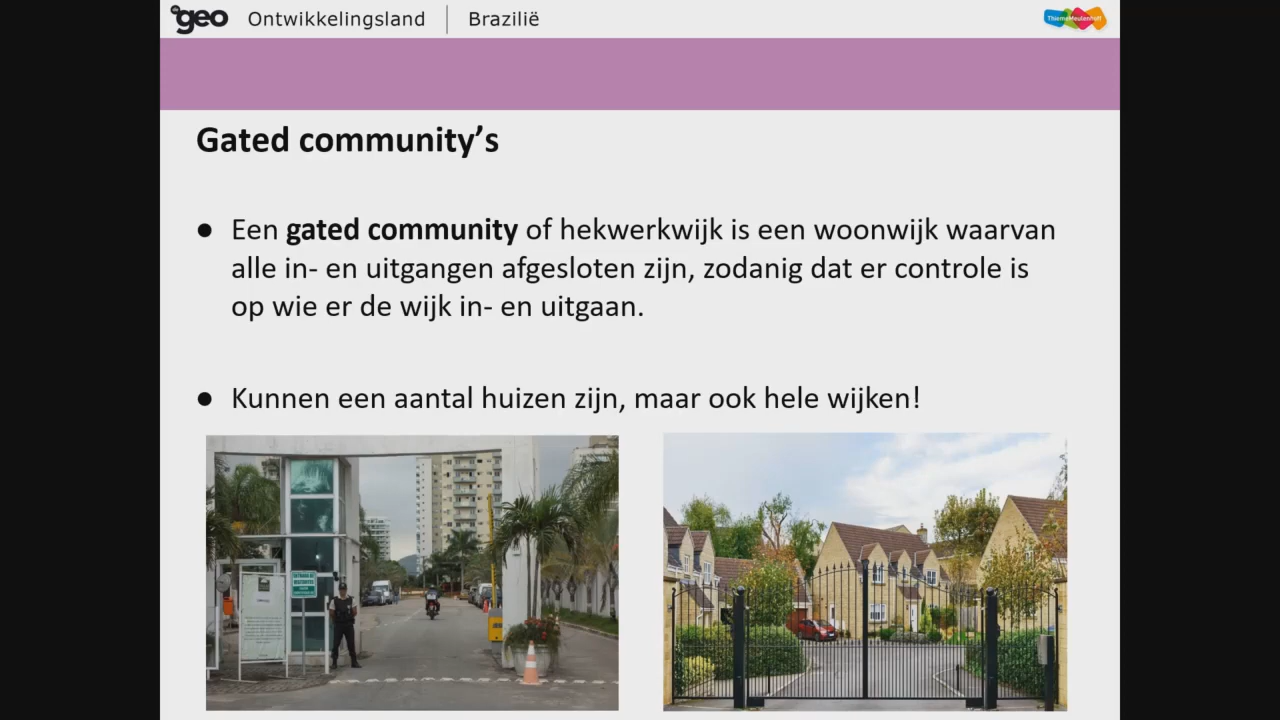 de geo Ontwikkelingsland Brazilië ThiemeMeulenhoff
Gated community’s
● Een gated community of hekwerkwijk is een woonwijk waarvan
alle in- en uitgangen afgesloten zijn, zodanig dat er controle is
op wie er de wijk in- en uitgaan.
● Kunnen een aantal huizen zijn, maar ook hele wijken!